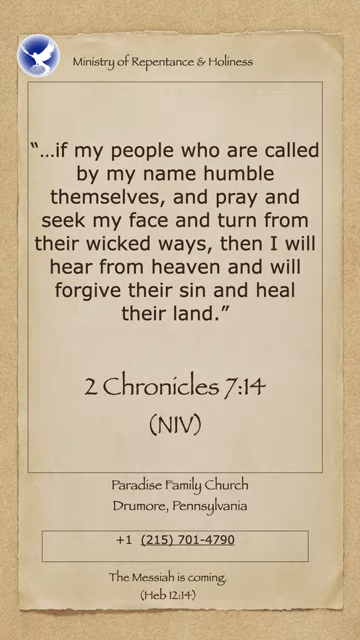 Ministry of Repentance & Holiness
“...if my people who are called
by my name humble
themselves, and pray and
seek my face and turn from
their wicked ways, then I will
hear from heaven and will
forgive their sin and heal
their land.”
2 Chronicles 7:14
(NIV)
Paradise Family Church
Drumore, Pennsylvania
+1 (215) 701-4790
The Messiah is coming.
(Heb 12:14)